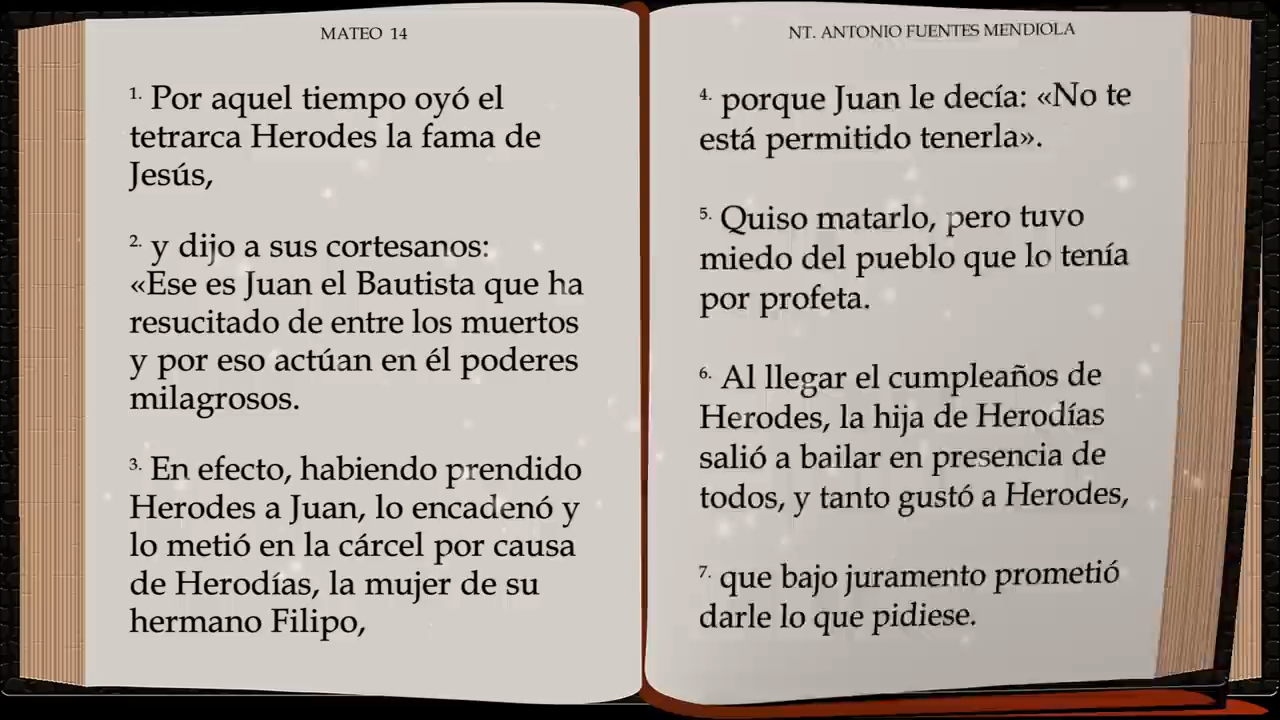 MATEO 14
1. Por aquel tiempo oyó el
tetrarca Herodes la fama de
Jesús,
2. y dijo a sus cortesanos:
«Ese es Juan el Bautista que ha
resucitado de entre los muertos
y por eso actúan en él poderes
milagrosos.
3. En efecto, habiendo prendido
Herodes a Juan, lo encadenó y
lo metió en la cárcel por causa
de Herodías, la mujer de su
hermano Filipo,
NT. ANTONIO FUENTES MENDIOLA
4. porque Juan le decía: «No te
está permitido tenerla».
5. Quiso matarlo, pero tuvo
miedo del pueblo que lo tenía
por profeta.
6. Al llegar el cumpleaños de
Herodes, la hija de Herodías
salió a bailar en presencia de
todos, y tanto gustó a Herodes,
7. que bajo juramento prometió
darle lo que pidiese.